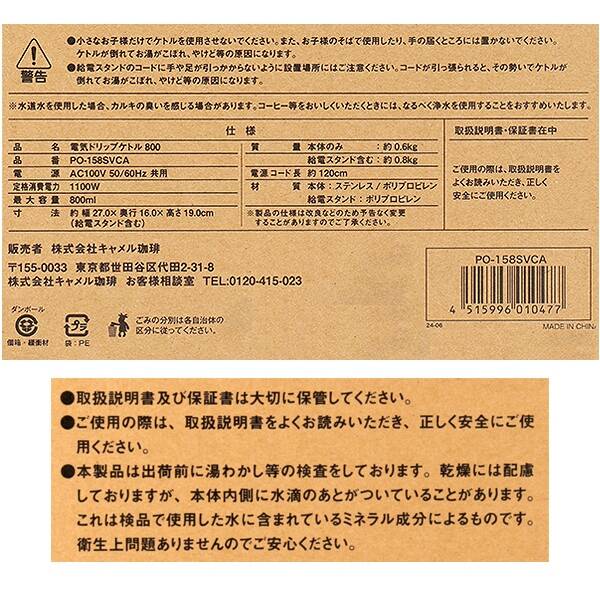 警告
●小さなお子様だけでケトルを使用させないでください。また、お子様のそばで使用したり、手の届くところには置かないでください。
ケトルが倒れてお湯がこぼれ、やけど等の原因になります。
●給電スタンドのコードに手や足が引っかからないように設置場所にはご注意ください。コードが引っ張られると、その勢いでケトルが
倒れてお湯がこぼれ、やけど等の原因になります。
※水道水を使用した場合、カルキの臭いを感じる場合があります。コーヒー等をおいしくいただくときには、なるべく浄水を使用することをおすすめいたします。
仕様
品名 電気ドリップケトル 800
品番 PO-158SVCA
電源 AC100V 50/60Hz 共用
定格消費電力 1100W
最大容量 800ml
寸法 約 幅 27.0× 奥行 16.0× 高さ 19.0cm
(給電スタンド含む)
質量 本体のみ : 約 0.6kg
給電スタンド含む : 約 0.8kg
電源コード長 約 120cm
材質 本体 : ステンレス / ポリプロピレン
給電スタンド : ポリプロピレン
※製品の仕様は改良などのため予告なく変更
することがありますので、ご了承ください。
取扱説明書・保証書在中
ご使用の際は、取扱説明書を
よくお読みいただき、正しく
安全にご使用ください。
販売者 株式会社キャメル珈琲
〒155-0033 東京都世田谷区代田2-31-8
株式会社キャメル珈琲 お客様相談室 TEL:0120-415-023
ダンボール
個箱・緩衝材
プラ
袋:PE
ごみの分別は各自治体の
区分に従ってください。
PO-158SVCA
4 515996 010477
24-06
MADE IN CHINA
●取扱説明書及び保証書は大切に保管してください。
●ご使用の際は、取扱説明書をよくお読みいただき、正しく安全にご使
用ください。
●本製品は出荷前に湯わかし等の検査をしております。乾燥には配慮
しておりますが、本体内側に水滴のあとがついていることがあります。
これは検品で使用した水に含まれているミネラル成分によるものです。
衛生上問題ありませんのでご安心ください。